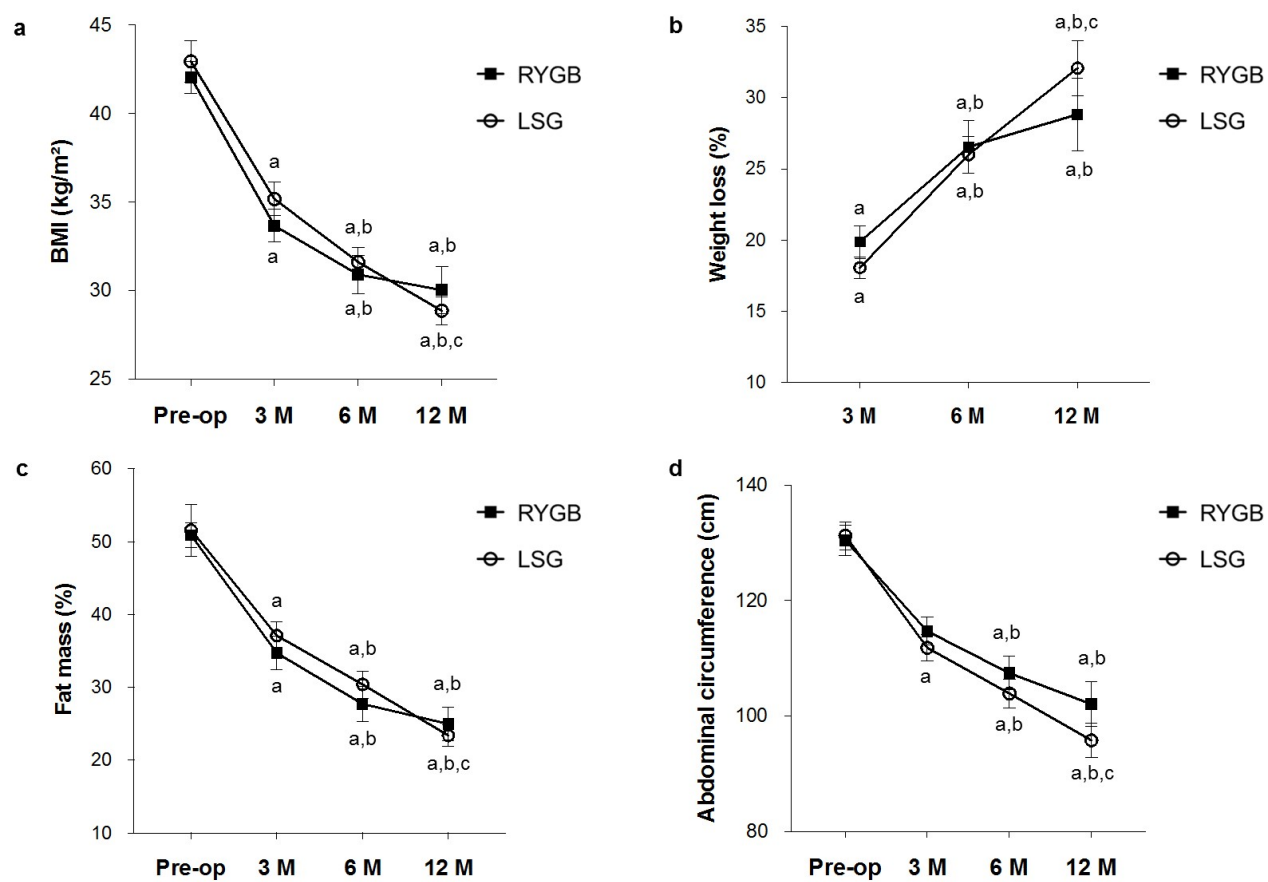 a
BMI (kg/m²)
45
40
35
30
25
a
a
a,b
a,b
a,b
a,b,c
Pre-op 3 M 6 M 12 M
RYGB
LSG
b
Weight loss (%)
35
30
25
20
15
10
a
a
a,b
a,b
a,b,c
a,b
3 M 6 M 12 M
RYGB
LSG
c
Fat mass (%)
60
50
40
30
20
10
a
a
a,b
a,b
a,b
a,b,c
Pre-op 3 M 6 M 12 M
RYGB
LSG
d
Abdominal circumference (cm)
140
120
100
80
a
a,b
a,b
a,b
a,b,c
Pre-op 3 M 6 M 12 M
RYGB
LSG